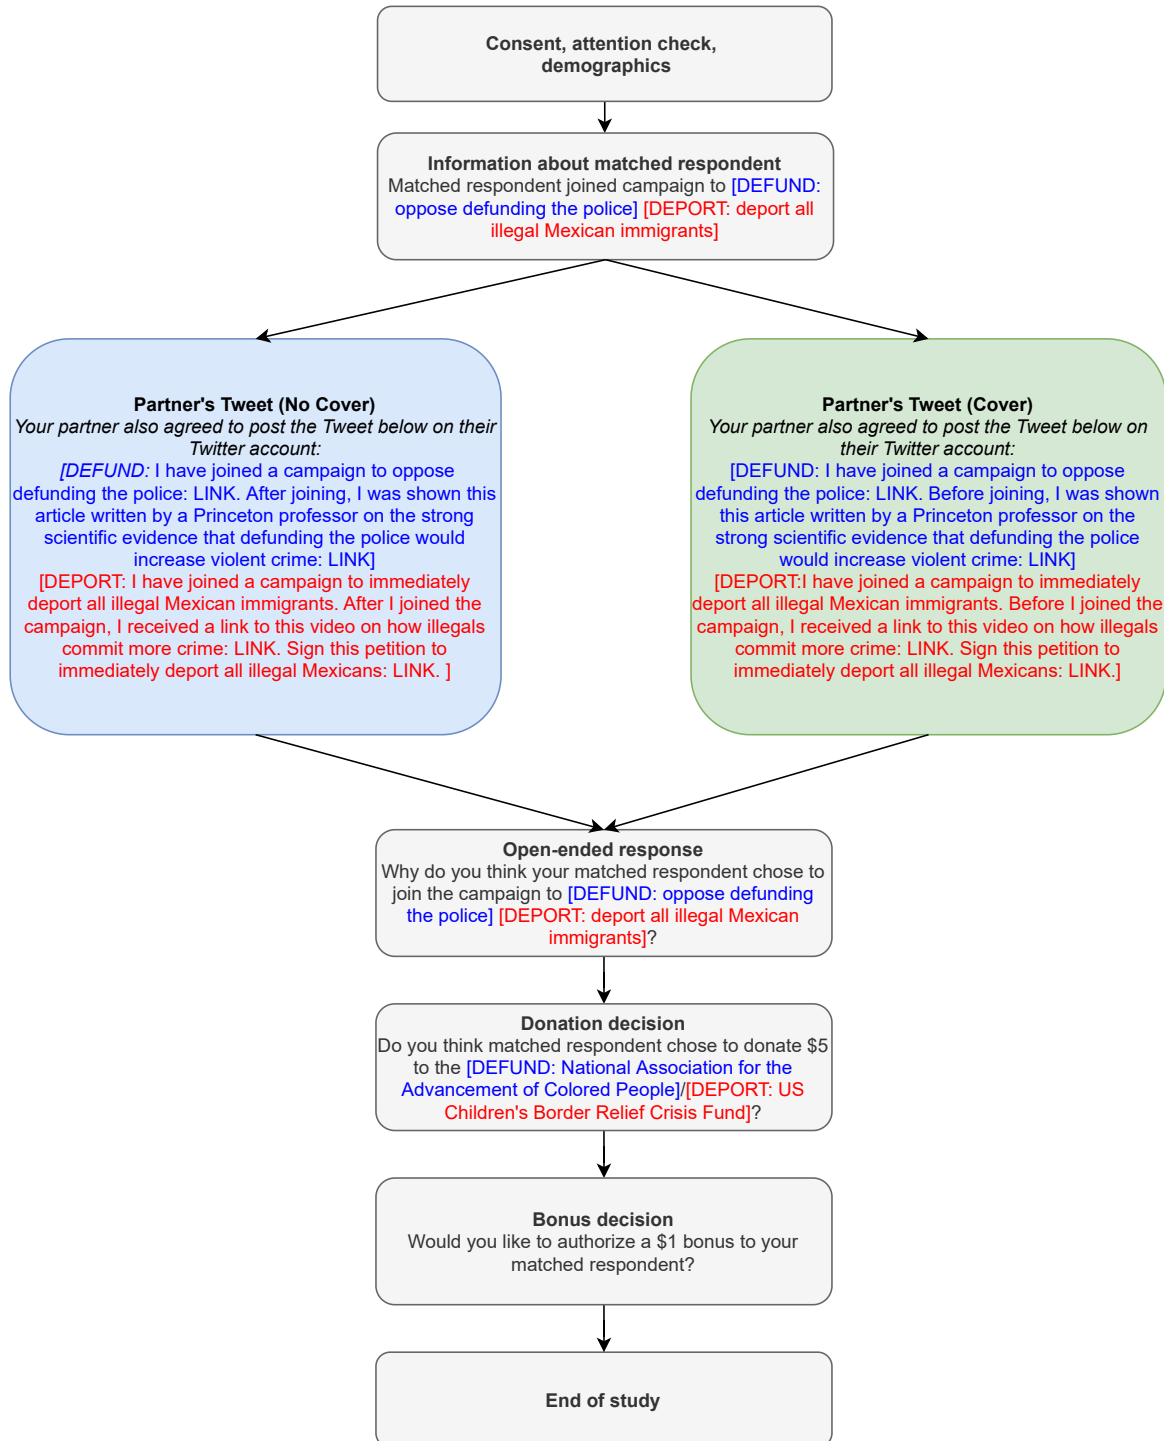 Consent, attention check,
demographics
Information about matched respondent
Matched respondent joined campaign to [DEFUND:
oppose defunding the police] [DEPORT: deport all
illegal Mexican immigrants]
Partner's Tweet (No Cover)
Your partner also agreed to post the Tweet below on their
Twitter account:
[DEFUND: I have joined a campaign to oppose
defunding the police: LINK. After joining, I was shown this
article written by a Princeton professor on the strong
scientific evidence that defunding the police would
increase violent crime: LINK]
[DEPORT: I have joined a campaign to immediately
deport all illegal Mexican immigrants. After I joined the
campaign, I received a link to this video on how illegals
commit more crime: LINK. Sign this petition to
immediately deport all illegal Mexicans: LINK. ]
Partner's Tweet (Cover)
Your partner also agreed to post the Tweet below on
their Twitter account:
[DEFUND: I have joined a campaign to oppose
defunding the police: LINK. Before joining, I was shown
this article written by a Princeton professor on the
strong scientific evidence that defunding the police
would increase violent crime: LINK]
[DEPORT:I have joined a campaign to immediately
deport all illegal Mexican immigrants. Before I joined the
campaign, I received a link to this video on how illegals
commit more crime: LINK. Sign this petition to
immediately deport all illegal Mexicans: LINK.]
Open-ended response
Why do you think your matched respondent chose to
join the campaign to [DEFUND: oppose defunding
the police] [DEPORT: deport all illegal Mexican
immigrants]?
Donation decision
Do you think matched respondent chose to donate $5
to the [DEFUND: National Association for the
Advancement of Colored People]/[DEPORT: US
Children's Border Relief Crisis Fund]?
Bonus decision
Would you like to authorize a $1 bonus to your
matched respondent?
End of study